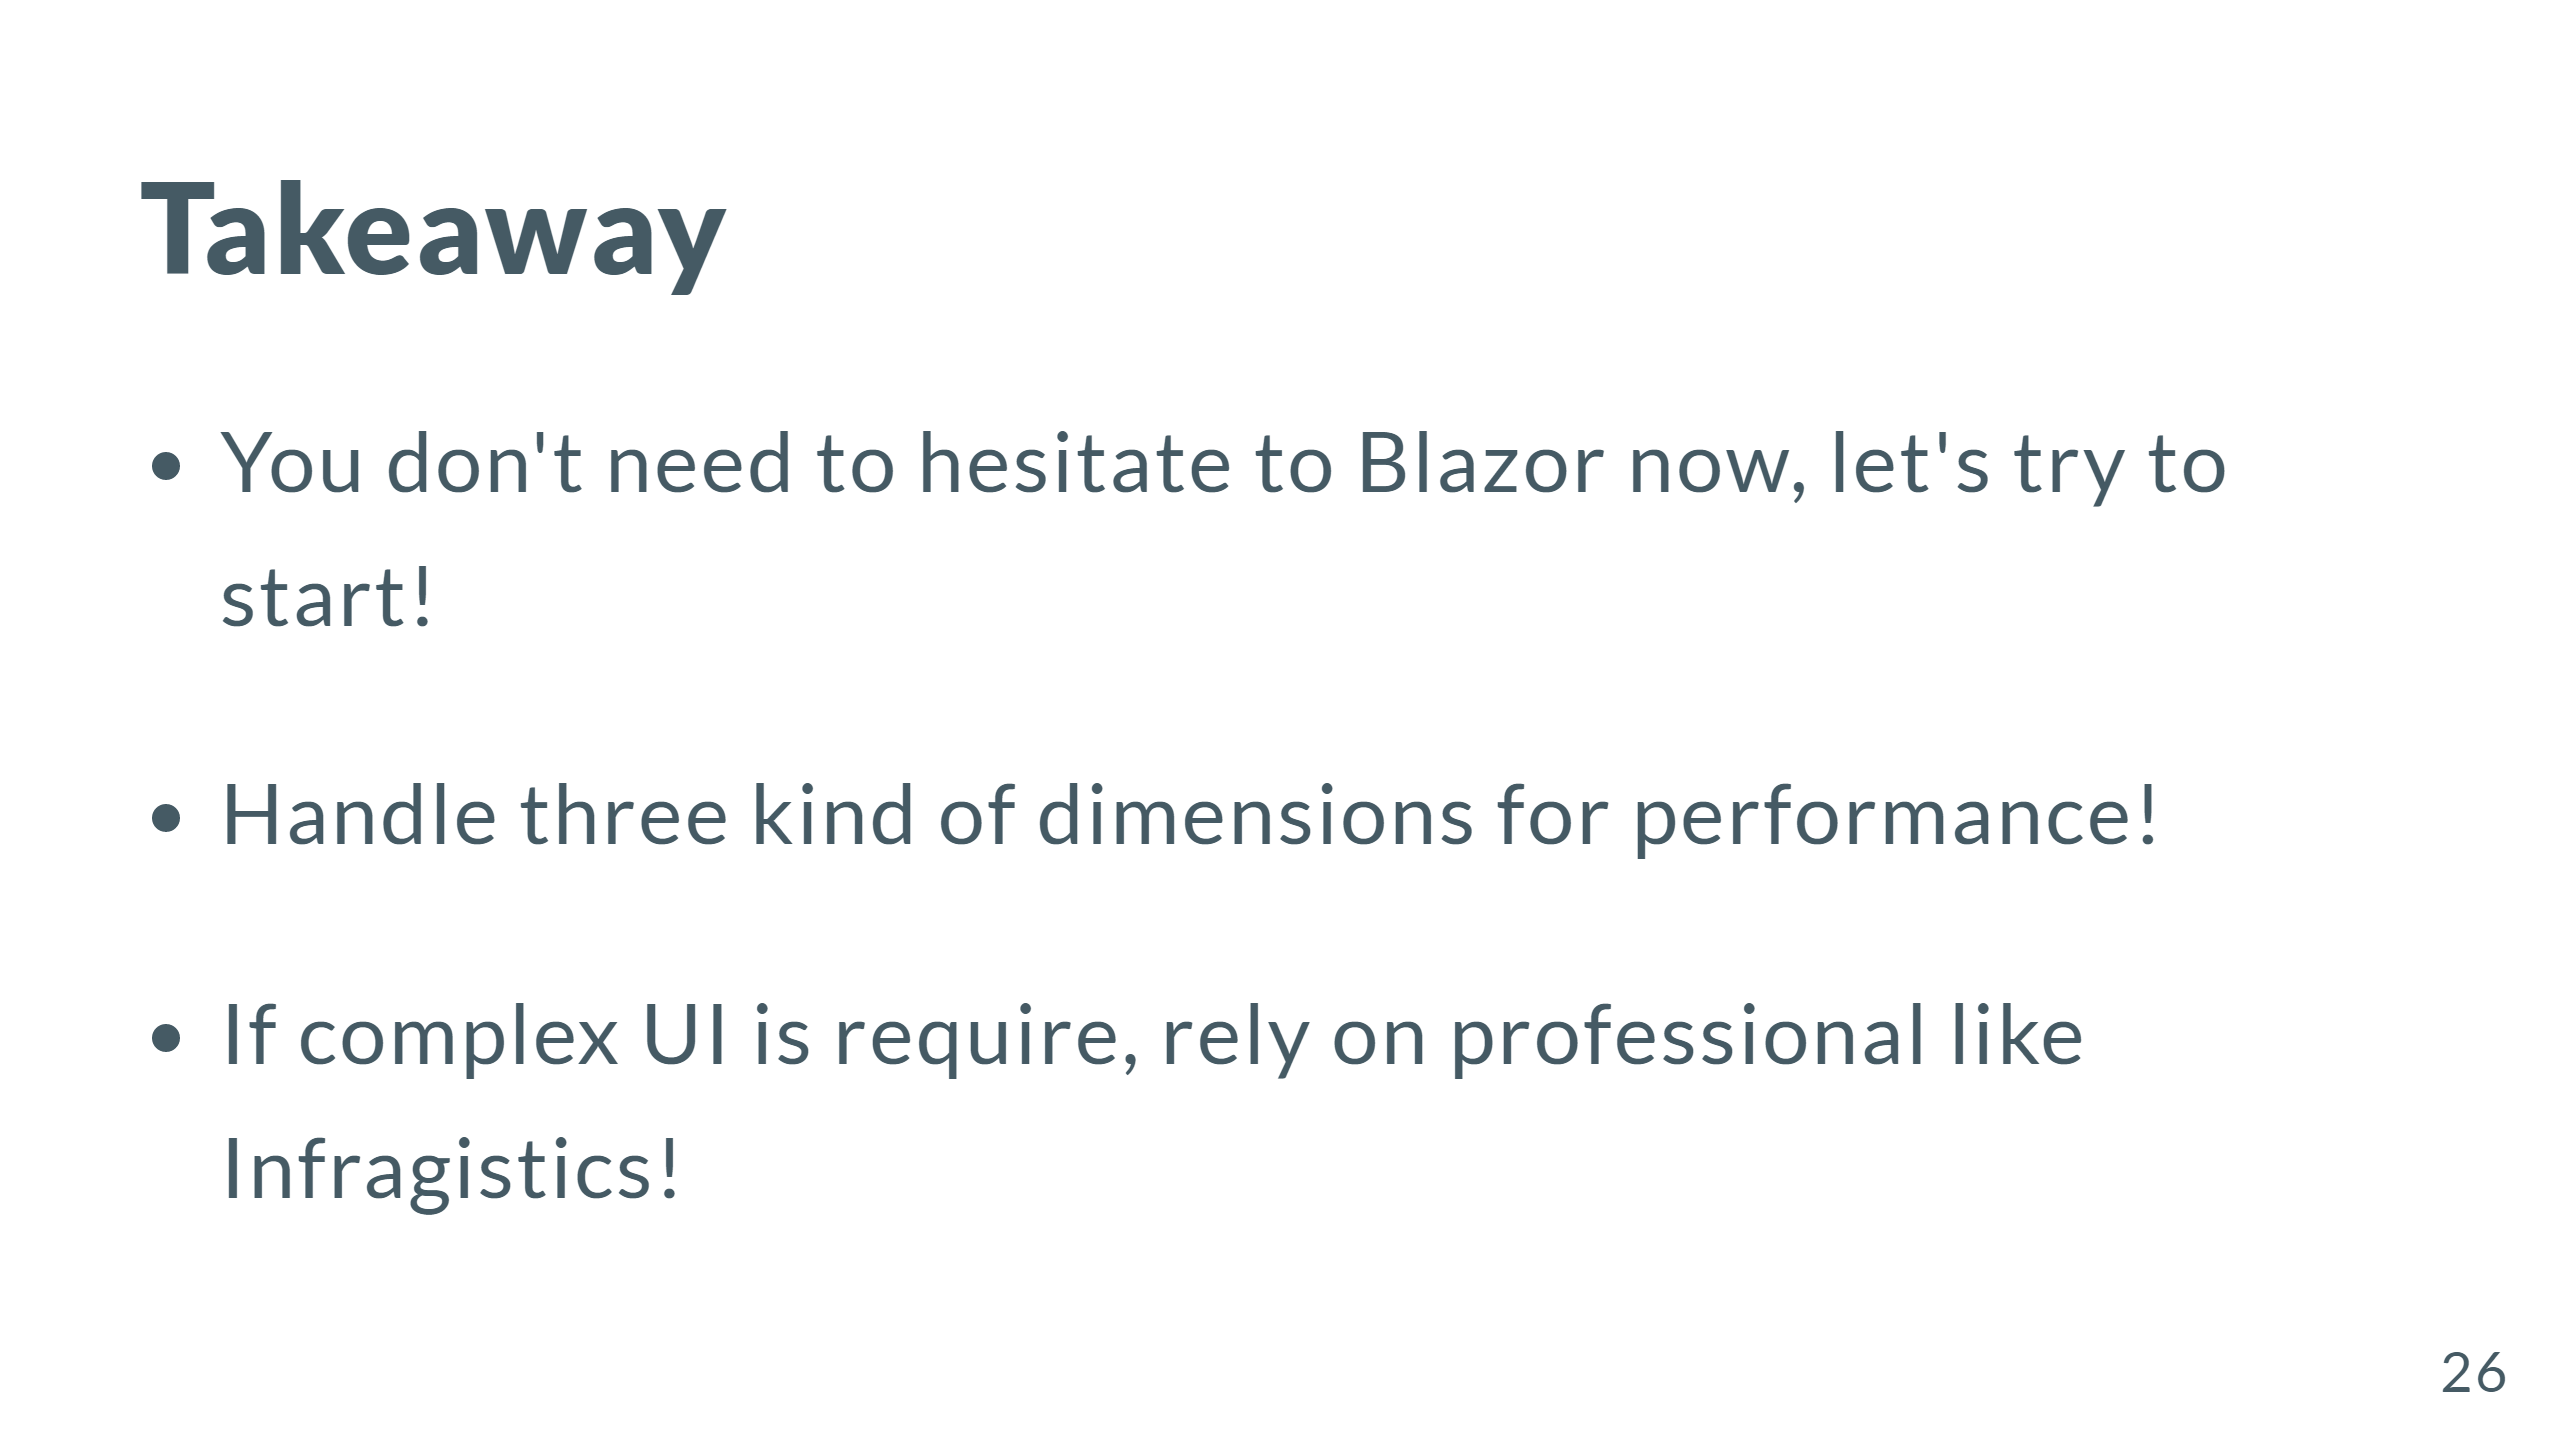 Takeaway
• You don't need to hesitate to Blazor now, let's try to
start!
• Handle three kind of dimensions for performance!
• If complex UI is require, rely on professional like
Infragistics!
26